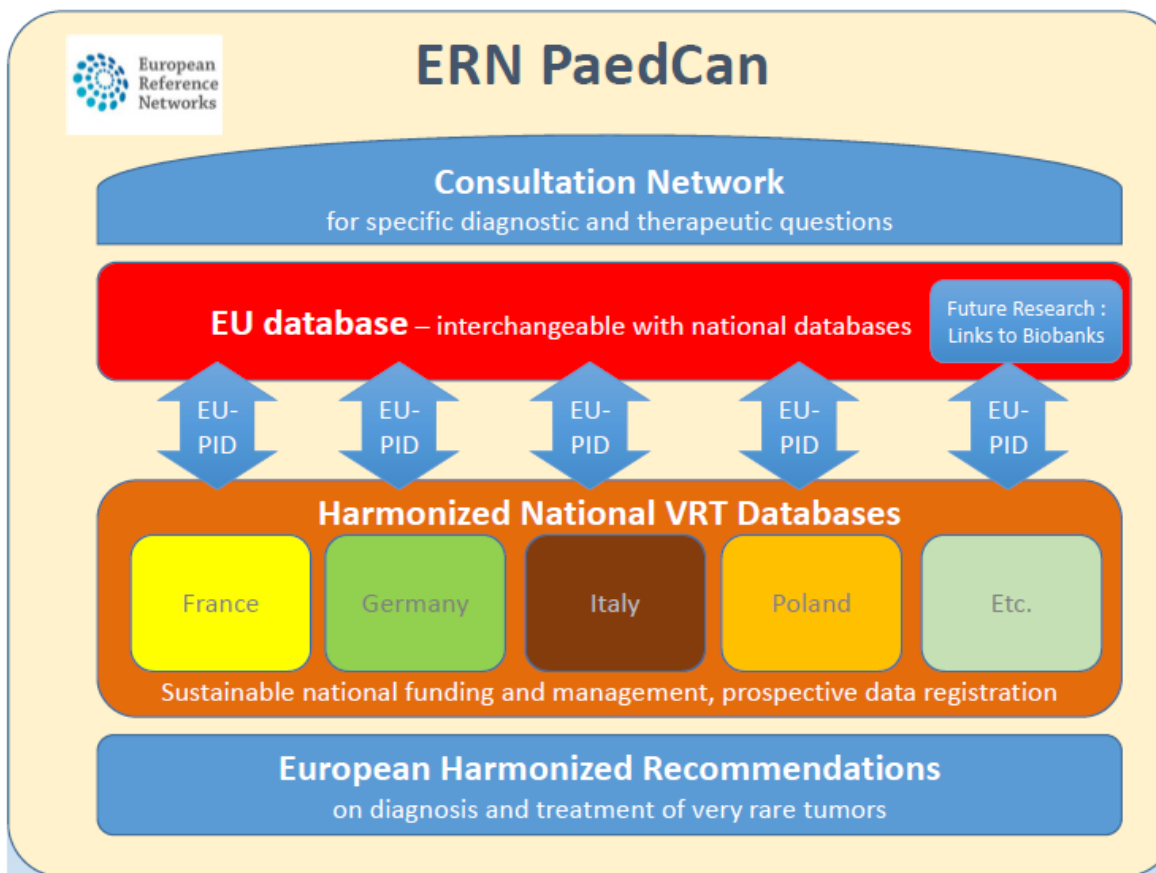 European
Reference
Networks
ERN PaedCan
Consultation Network
for specific diagnostic and therapeutic questions
EU database – interchangeable with national databases
Future Research :
Links to Biobanks
EU-
PID
EU-
PID
EU-
PID
EU-
PID
EU-
PID
Harmonized National VRT Databases
France
Germany
Italy
Poland
Etc.
Sustainable national funding and management, prospective data registration
European Harmonized Recommendations
on diagnosis and treatment of very rare tumors